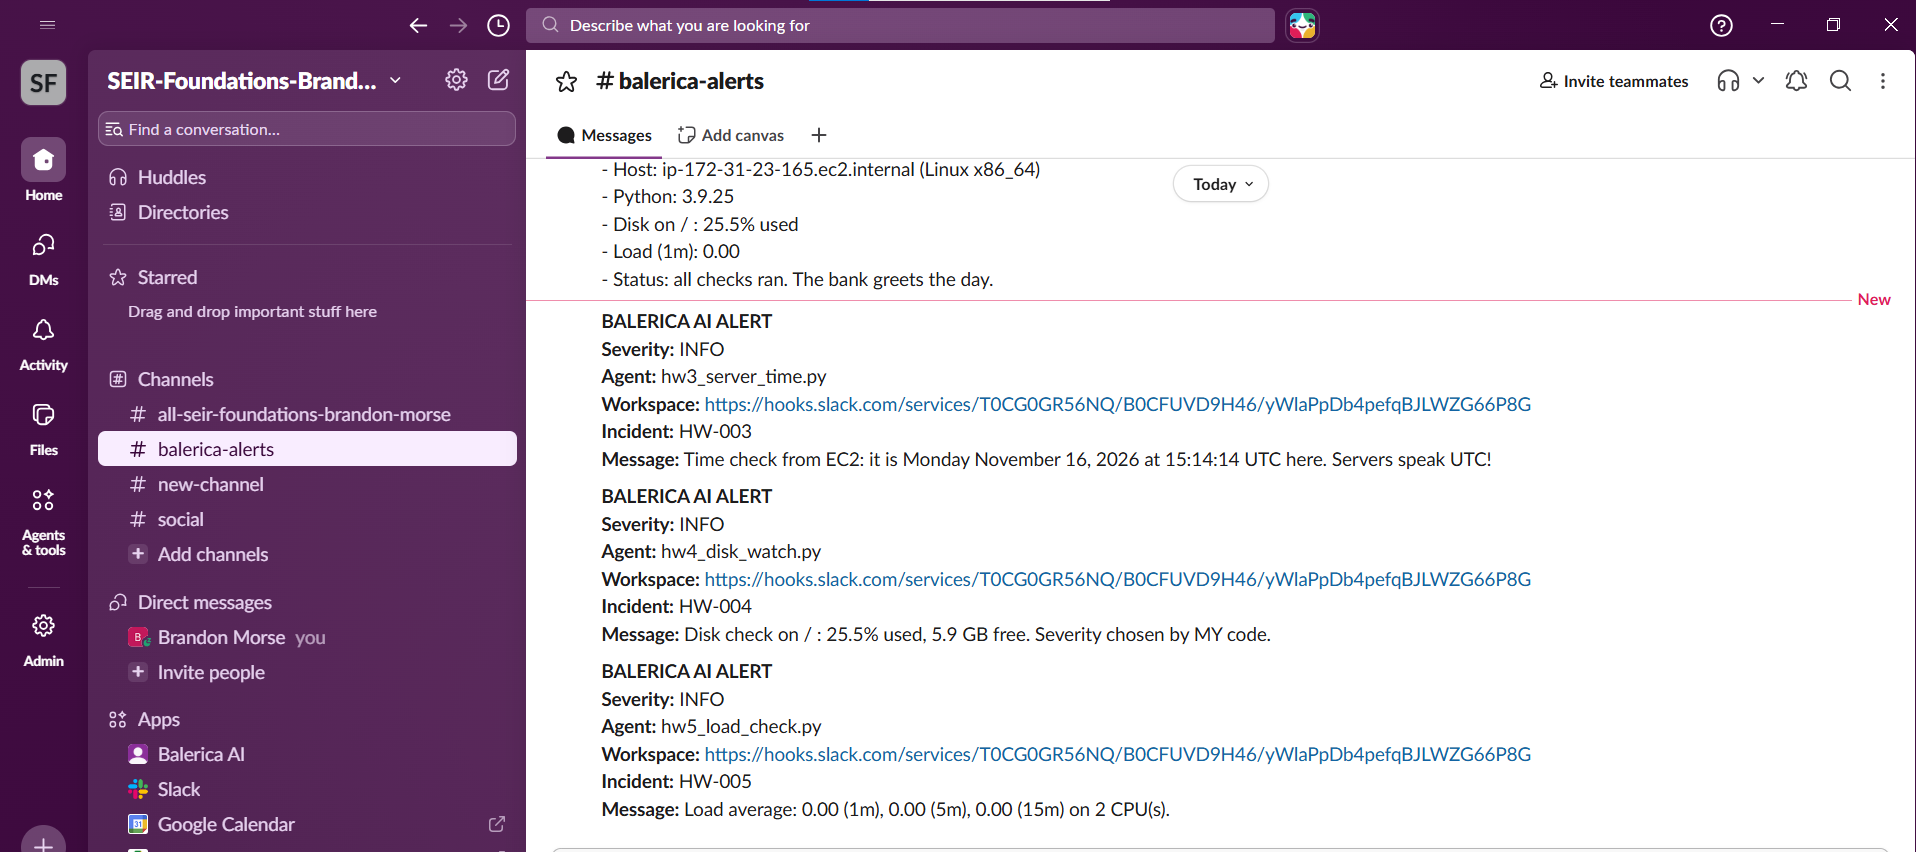 Describe what you are looking for
SF
SEIR-Foundations-Brand...
Find a conversation...
Huddles
Directories
Home
DMs
Activity
Files
Agents
& tools
Admin
Starred
Drag and drop important stuff here
Channels
# all-seir-foundations-brandon-morse
# balerica-alerts
# new-channel
# social
+ Add channels
Direct messages
B Brandon Morse you
+ Invite people
Apps
Balerica AI
Slack
31 Google Calendar
# balerica-alerts
Invite teammates
Messages
Add canvas
- Host: ip-172-31-23-165.ec2.internal (Linux x86_64)
Today
- Python: 3.9.25
- Disk on / : 25.5% used
- Load (1m): 0.00
- Status: all checks ran. The bank greets the day.
New
BALERICA AI ALERT
Severity: INFO
Agent: hw3_server_time.py
Workspace: https://hooks.slack.com/services/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
Incident: HW-003
Message: Time check from EC2: it is Monday November 16, 2026 at 15:14:14 UTC here. Servers speak UTC!
BALERICA AI ALERT
Severity: INFO
Agent: hw4_disk_watch.py
Workspace: https://hooks.slack.com/services/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
Incident: HW-004
Message: Disk check on / : 25.5% used, 5.9 GB free. Severity chosen by MY code.
BALERICA AI ALERT
Severity: INFO
Agent: hw5_load_check.py
Workspace: https://hooks.slack.com/services/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
Incident: HW-005
Message: Load average: 0.00 (1m), 0.00 (5m), 0.00 (15m) on 2 CPU(s).